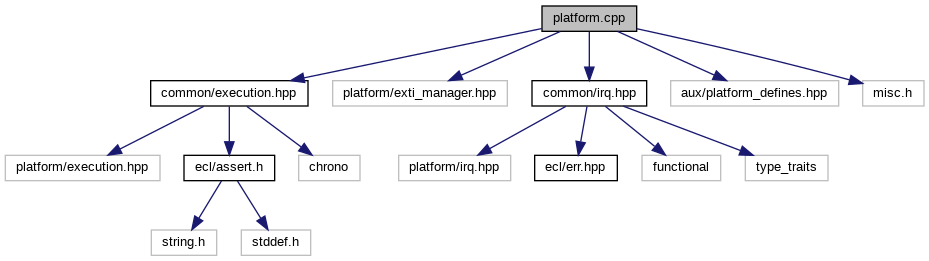 platform.cpp
common/execution.hpp
platform/exti_manager.hpp
common/irq.hpp
aux/platform_defines.hpp
misc.h
platform/execution.hpp
ecl/assert.h
chrono
platform/irq.hpp
ecl/err.hpp
functional
type_traits
string.h
stddef.h